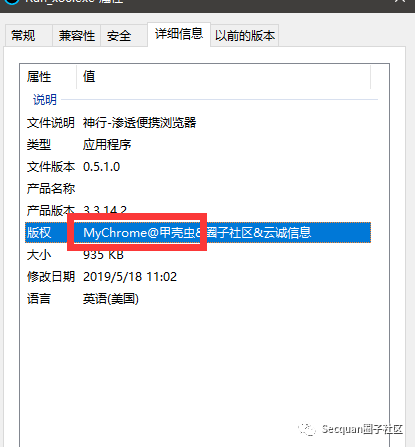 常规 兼容性 安全 详细信息 以前的版本
属性 值
说明
文件说明 神行-渗透便携浏览器
类型 应用程序
文件版本 0.5.1.0
产品名称
产品版本 3.3.14.2
版权 MyChrome@甲壳虫&圈子社区&云诚信息
大小 935 KB
修改日期 2019/5/18 11:02
语言 英语(美国)
Secquan圈子社区